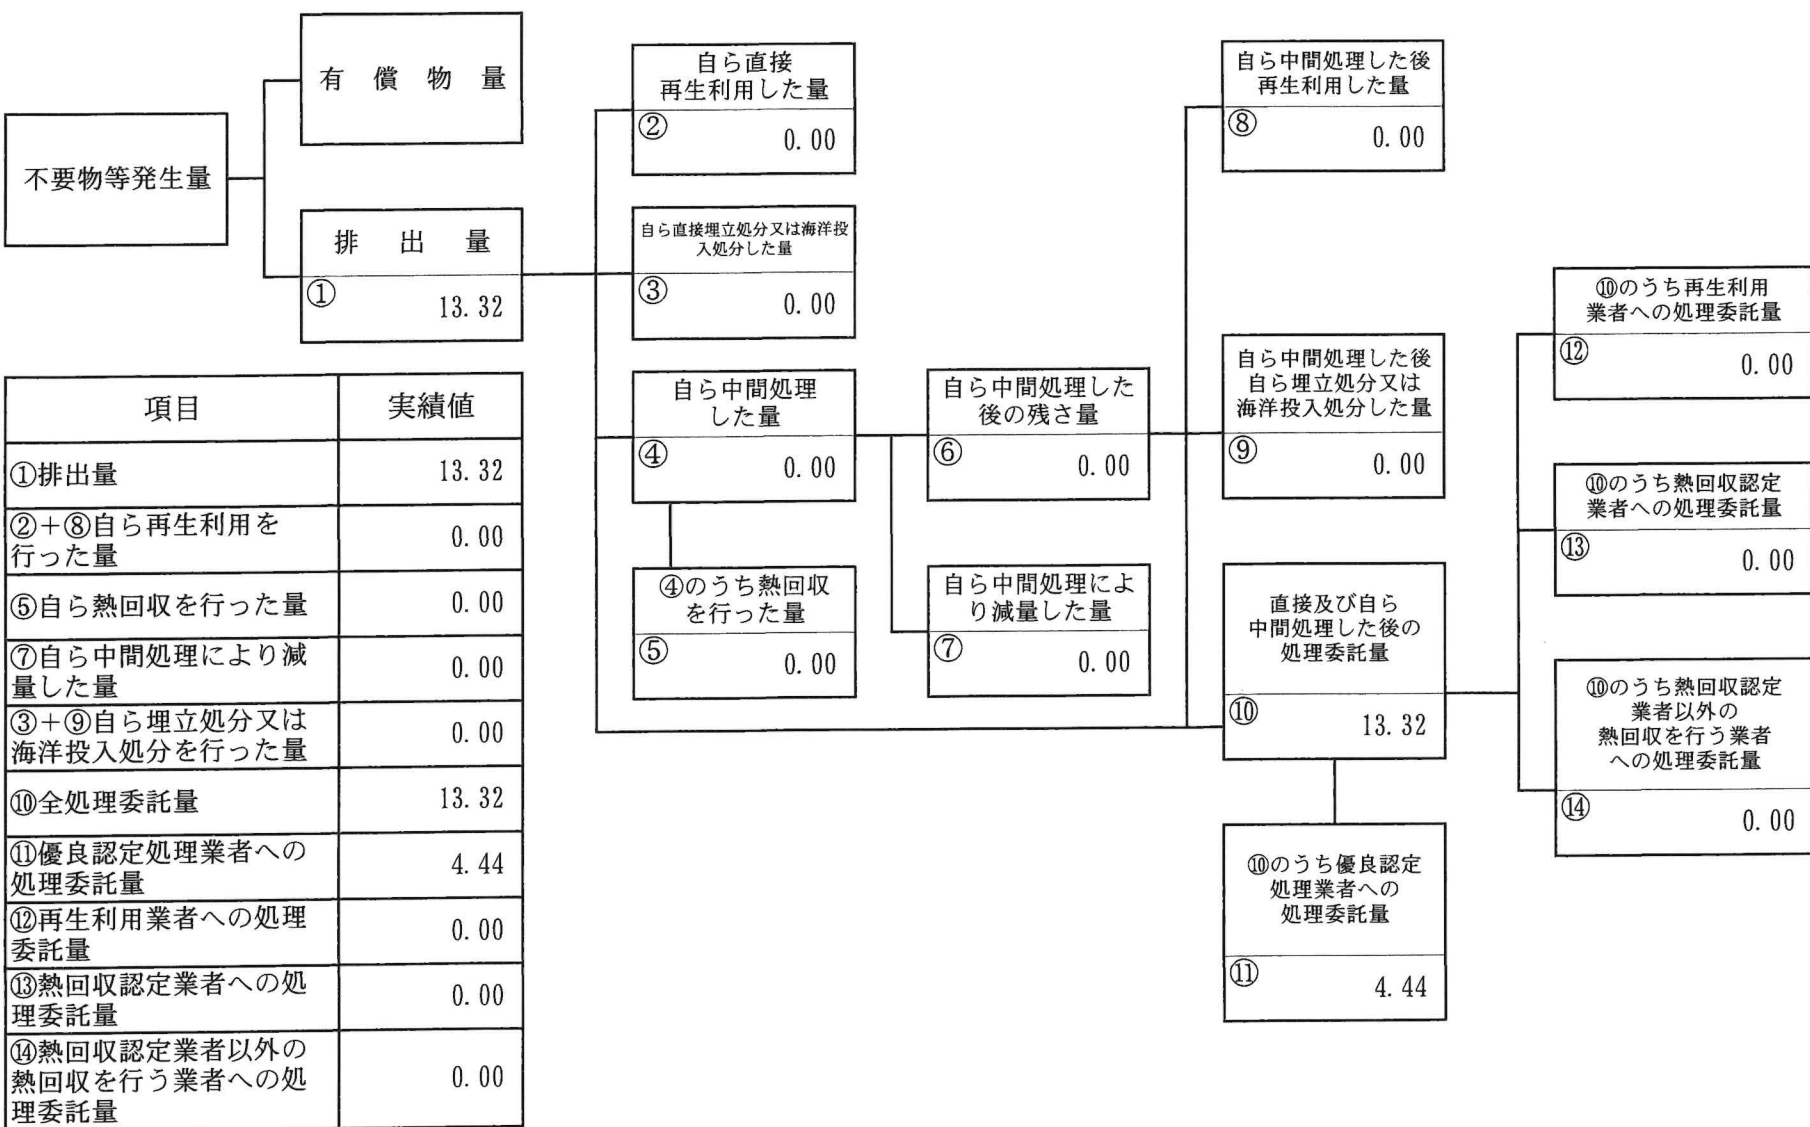 不要物等発生量
有 償 物 量
排 出 量
①
13.32
自ら直接
再生利用した量
②
0.00
自ら直接埋立処分又は海洋投
入処分した量
③
0.00
自ら中間処理
した量
④
0.00
④のうち熱回収
を行った量
⑤
0.00
自ら中間処理した
後の残さ量
⑥
0.00
自ら中間処理によ
り減量した量
⑦
0.00
自ら中間処理した後
再生利用した量
⑧
0.00
自ら中間処理した後
自ら埋立処分又は
海洋投入処分した量
⑨
0.00
直接及び自ら
中間処理した後の
処理委託量
⑩
13.32
⑩のうち優良認定
処理業者への
処理委託量
⑪
4.44
⑩のうち再生利用
業者への処理委託量
⑫
0.00
⑩のうち熱回収認定
業者への処理委託量
⑬
0.00
⑩のうち熱回収認定
業者以外の
熱回収を行う業者
への処理委託量
⑭
0.00
項目 実績値
①排出量 13.32
②+⑧自ら再生利用を
行った量 0.00
⑤自ら熱回収を行った量 0.00
⑦自ら中間処理により減
量した量 0.00
③+⑨自ら埋立処分又は
海洋投入処分を行った量 0.00
⑩全処理委託量 13.32
⑪優良認定処理業者への
処理委託量 4.44
⑫再生利用業者への処理
委託量 0.00
⑬熱回収認定業者への処
理委託量 0.00
⑭熱回収認定業者以外の
熱回収を行う業者への処
理委託量 0.00